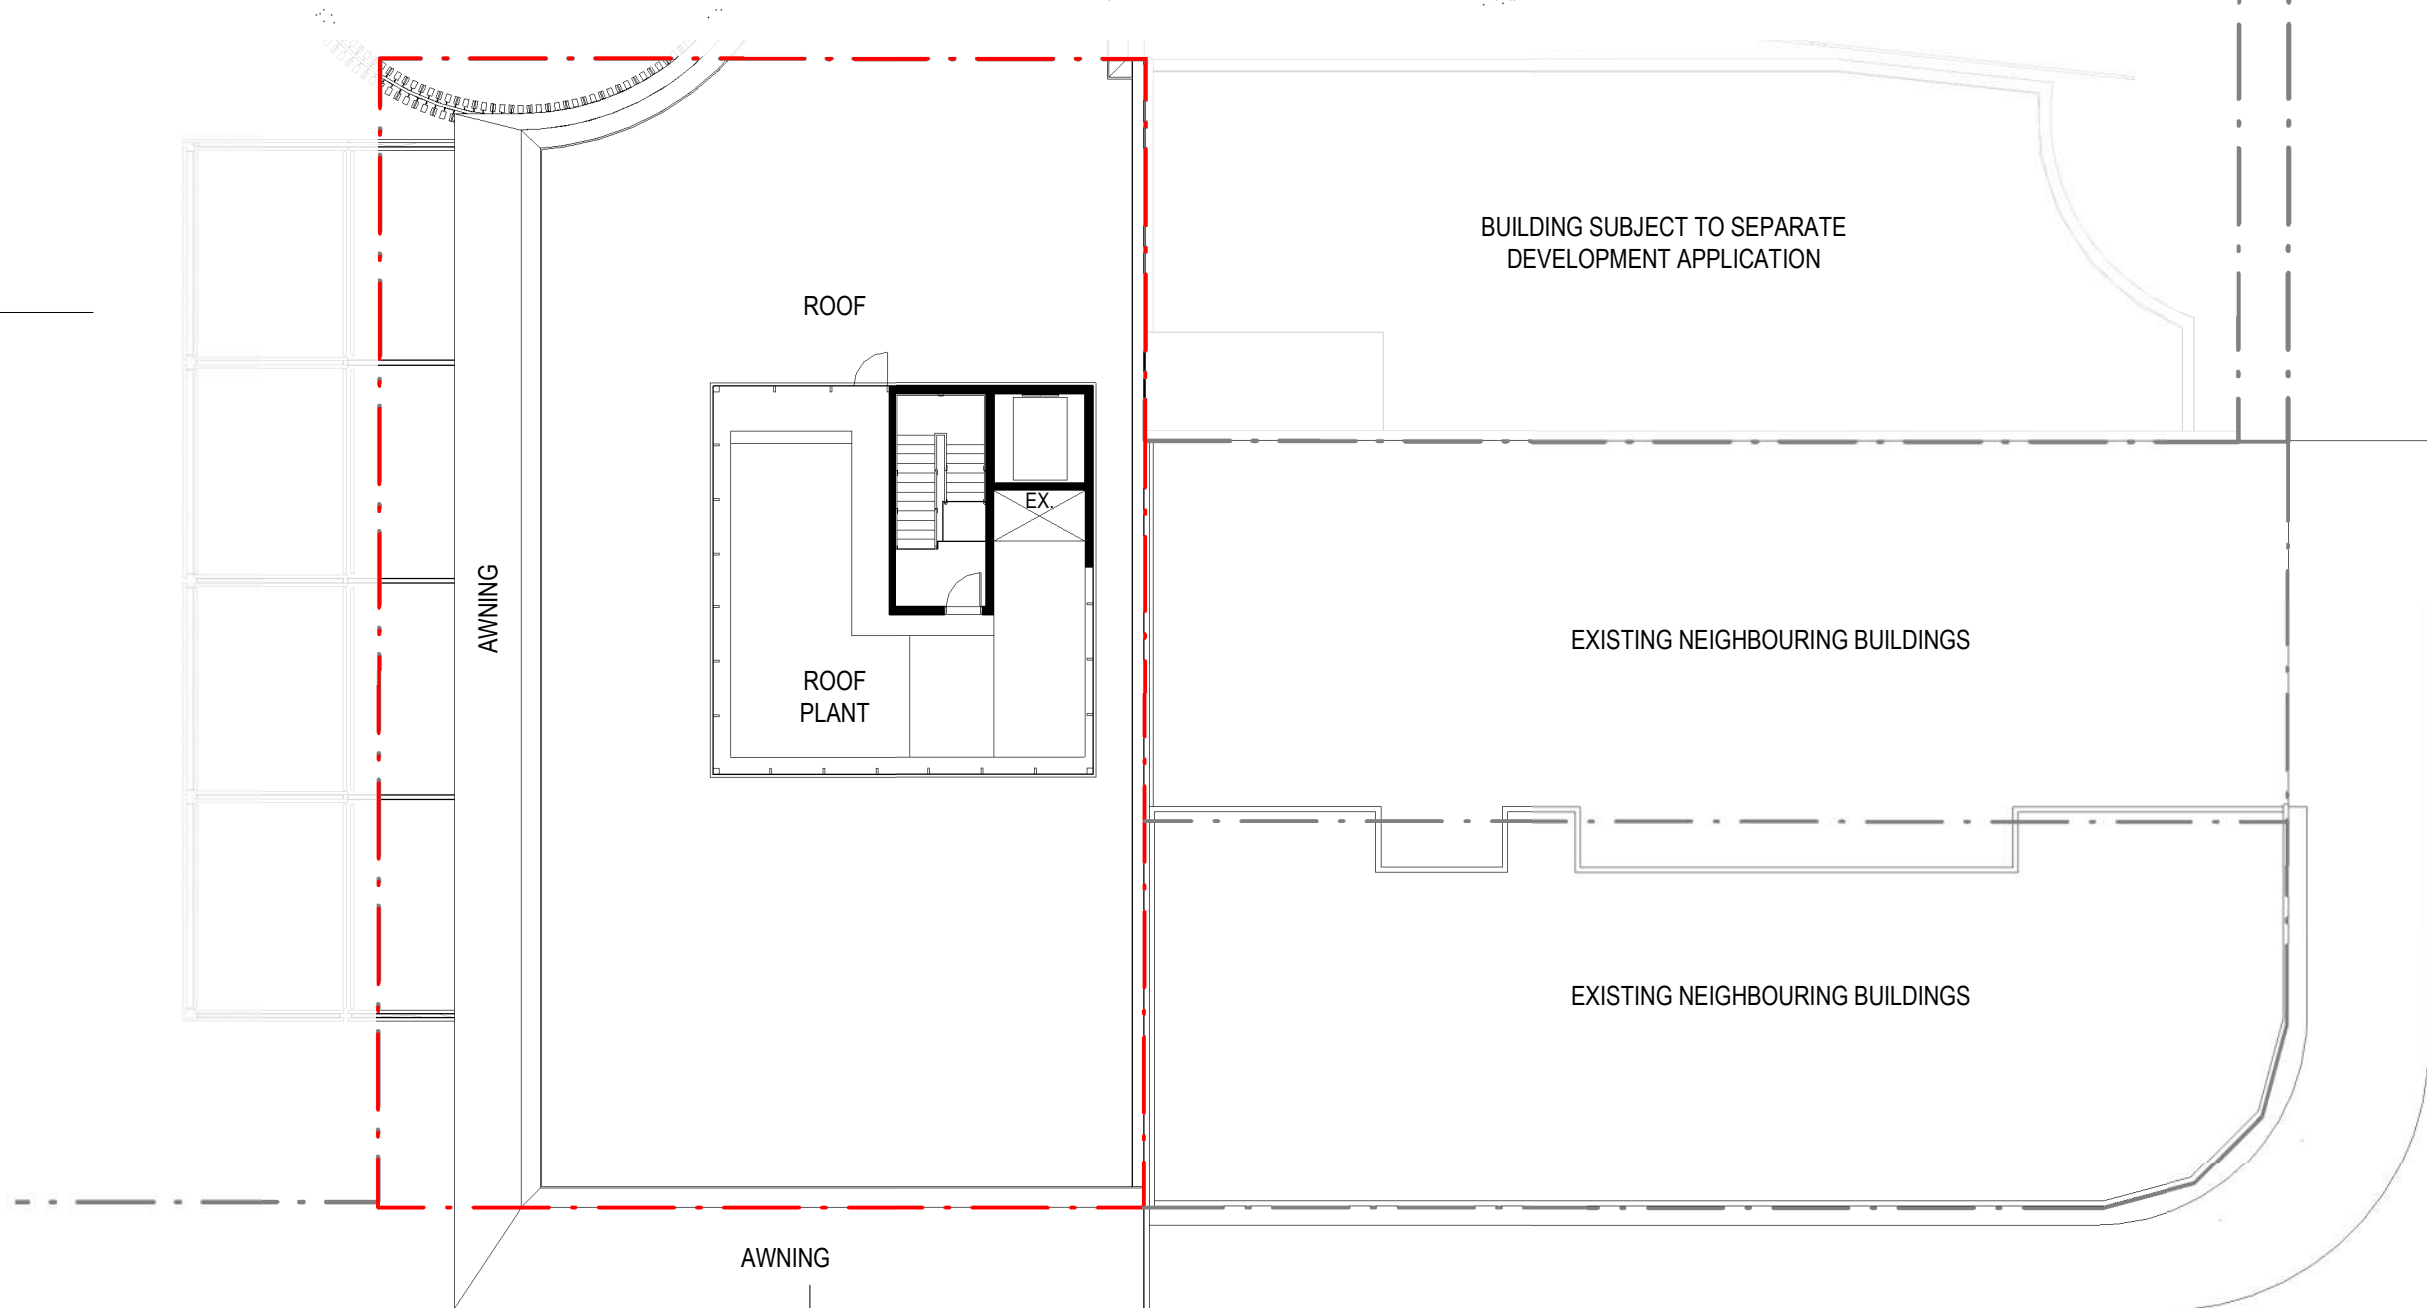 BUILDING SUBJECT TO SEPARATE
DEVELOPMENT APPLICATION
ROOF
EX.
AWNING
EXISTING NEIGHBOURING BUILDINGS
ROOF
PLANT
EXISTING NEIGHBOURING BUILDINGS
AWNING